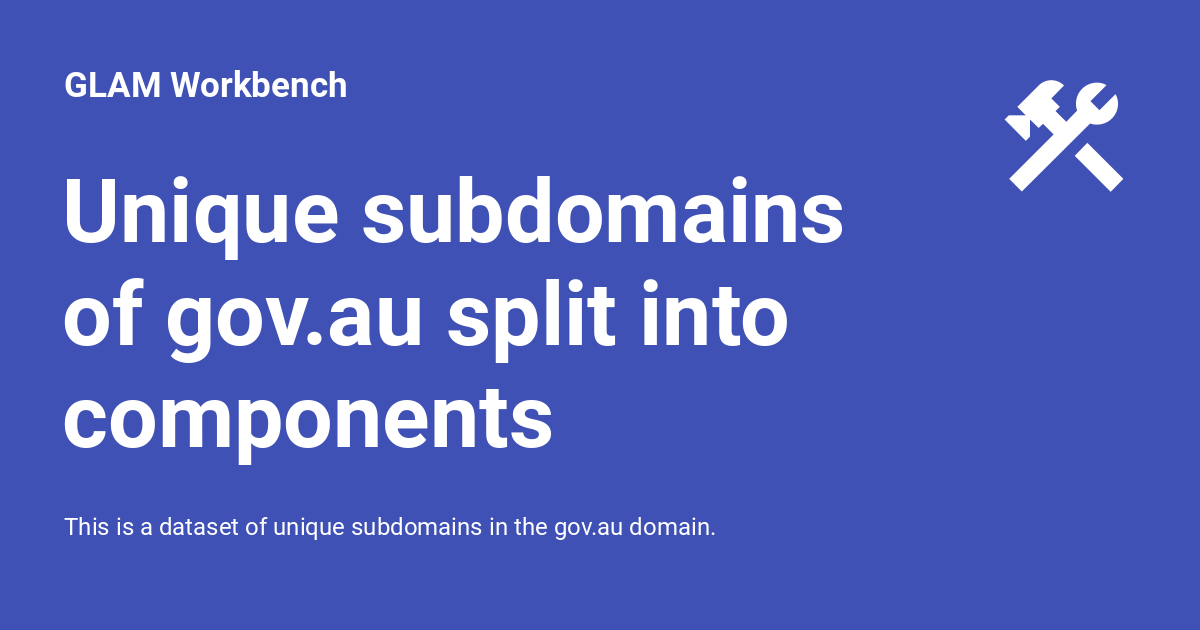 GLAM Workbench
Unique subdomains
of gov.au split into
components
This is a dataset of unique subdomains in the gov.au domain.